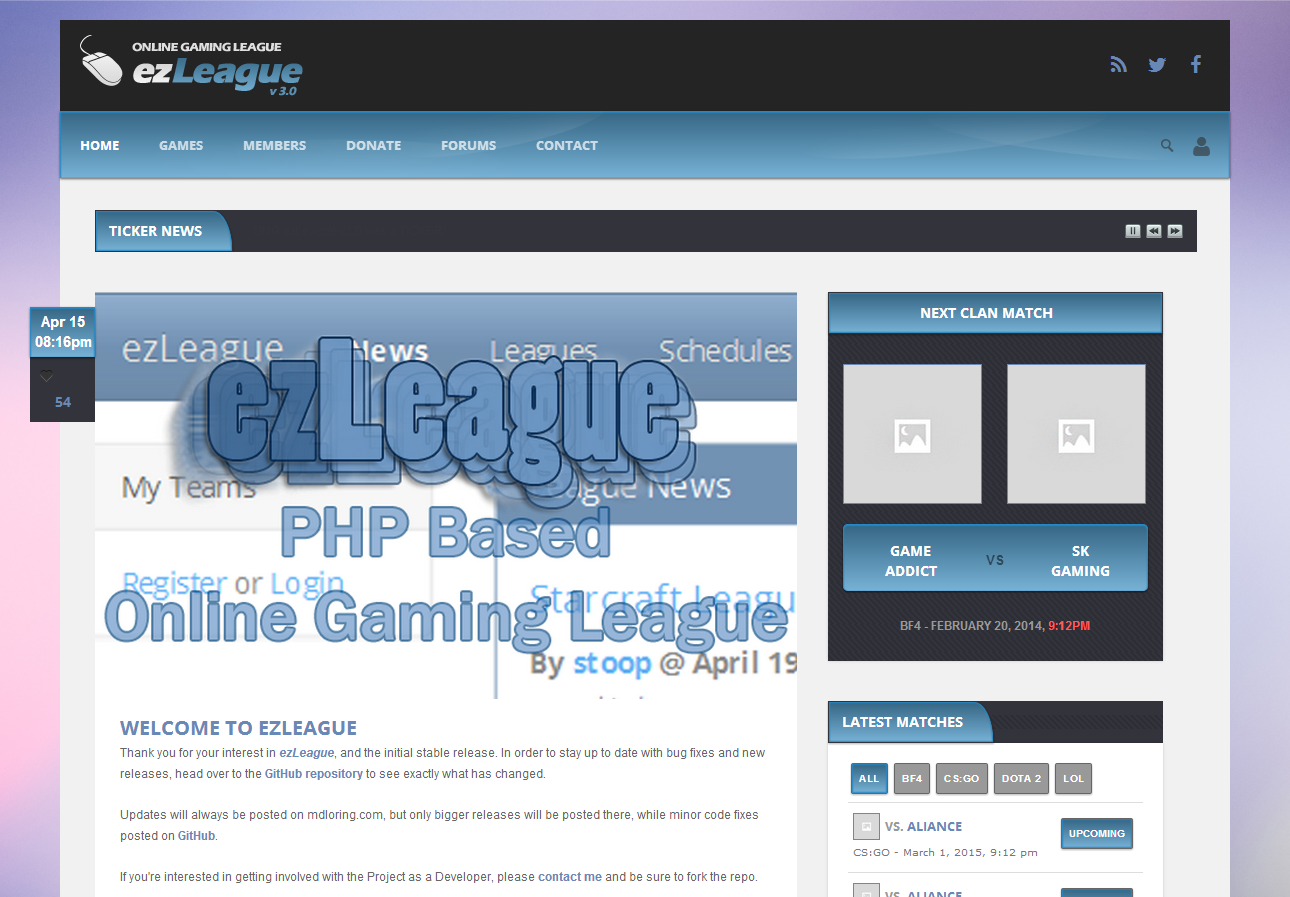 ONLINE GAMING LEAGUE
ezLeague
v 3.0
HOME GAMES MEMBERS DONATE FORUMS CONTACT
TICKER NEWS
Apr 15
08:16pm
54
ezLeague News Leagues Schedules
ezLeague
My Teams
League News
PHP Based
Register or Login
Starcraft Leagu
Online Gaming League
By stoop @ April 19
WELCOME TO EZLEAGUE
Thank you for your interest in ezLeague, and the initial stable release. In order to stay up to date with bug fixes and new
releases, head over to the GitHub repository to see exactly what has changed.
Updates will always be posted on mdloring.com, but only bigger releases will be posted there, while minor code fixes
posted on GitHub.
If you're interested in getting involved with the Project as a Developer, please contact me and be sure to fork the repo.
NEXT CLAN MATCH
GAME
ADDICT
VS
SK
GAMING
BF4 - FEBRUARY 20, 2014, 9:12PM
LATEST MATCHES
ALL BF4 CS:GO DOTA 2 LOL
VS. ALIANCE
UPCOMING
CS:GO - March 1, 2015, 9:12 pm
VS. ALIANCE